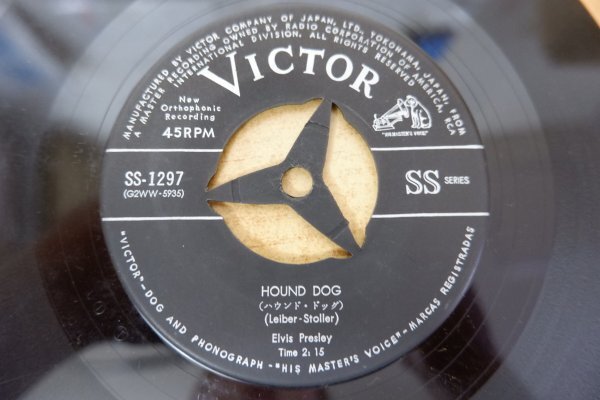 MANUFACTURED BY VICTOR COMPANY OF JAPAN, LTD., YOKOHAMA, JAPAN, FROM
A MASTER RECORDING OWNED BY RADIO CORPORATION OF AMERICA, RCA
INTERNATIONAL DIVISION. ALL RIGHTS RESERVED
VICTOR
New
Orthophonic
Recording
45RPM
"HIS MASTER'S VOICE"
SS-1297
(G2WW-5935)
SS SERIES
HOUND DOG
(ハウンド・ドッグ)
(Leiber-Stoller)
Elvis Presley
Time 2:15
"VICTOR"-DOG AND PHONOGRAPH-"HIS MASTER'S VOICE"-MARCAS REGISTRADAS